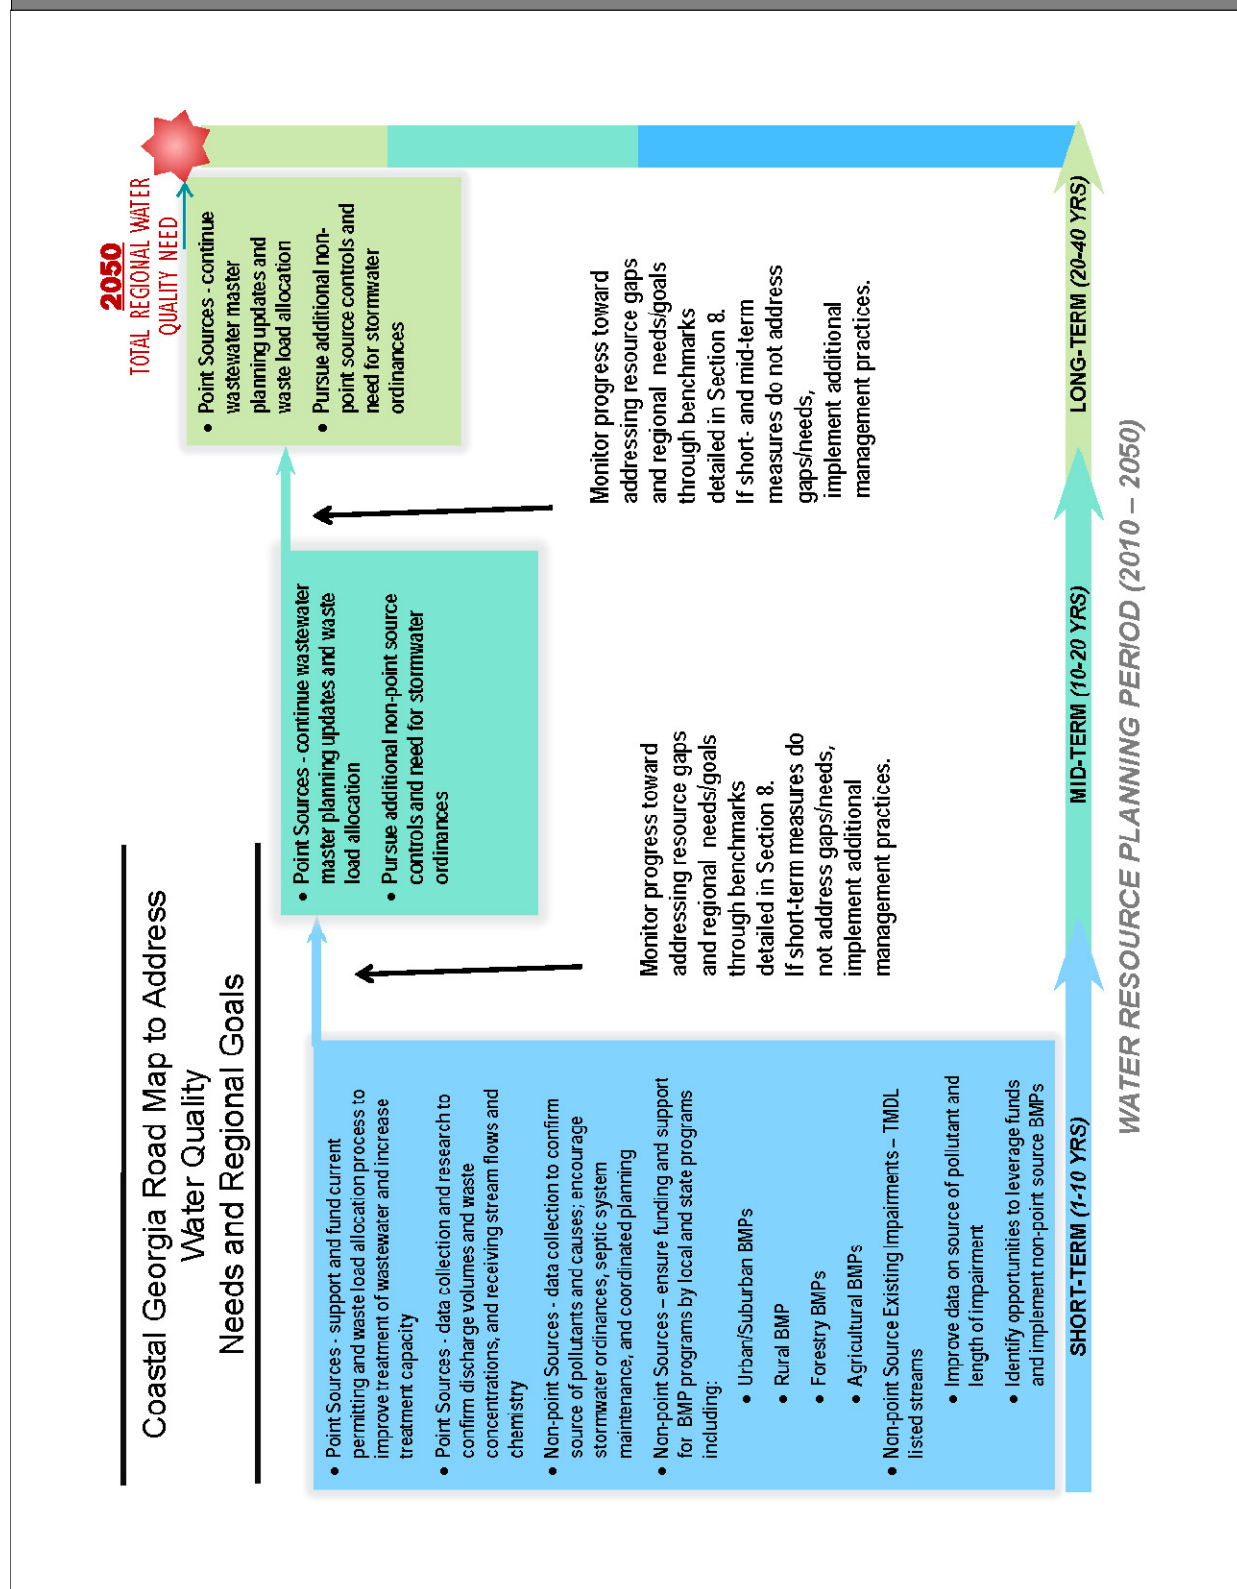 Coastal Georgia Road Map to Address
Water Quality
Needs and Regional Goals
2050
TOTAL REGIONAL WATER
QUALITY NEED
• Point Sources - support and fund current
permitting and waste load allocation process to
improve treatment of wastewater and increase
treatment capacity
• Point Sources - data collection and research to
confirm discharge volumes and waste
concentrations, and receiving stream flows and
chemistry
• Non-point Sources - data collection to confirm
source of pollutants and causes; encourage
stormwater ordinances, septic system
maintenance, and coordinated planning
• Non-point Sources – ensure funding and support
for BMP programs by local and state programs
including:
• Urban/Suburban BMPs
• Rural BMP
• Forestry BMPs
• Agricultural BMPs
• Non-point Source Existing Impairments – TMDL
listed streams
• Improve data on source of pollutant and
length of impairment
• Identify opportunities to leverage funds
and implement non-point source BMPs
• Point Sources - continue wastewater
master planning updates and waste
load allocation
• Pursue additional non-point source
controls and need for stormwater
ordinances
• Point Sources - continue
wastewater master
planning updates and
waste load allocation
• Pursue additional non-
point source controls and
need for stormwater
ordinances
Monitor progress toward
addressing resource gaps
and regional needs/goals
through benchmarks
detailed in Section 8.
If short-term measures do
not address gaps/needs,
implement additional
management practices.
Monitor progress toward
addressing resource gaps
and regional needs/goals
through benchmarks
detailed in Section 8.
If short- and mid-term
measures do not address
gaps/needs,
implement additional
management practices.
SHORT-TERM (1-10 YRS)
MID-TERM (10-20 YRS)
LONG-TERM (20-40 YRS)
WATER RESOURCE PLANNING PERIOD (2010 – 2050)